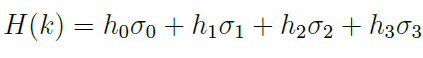 H(k) = h₀σ₀ + h₁σ₁ + h₂σ₂ + h₃σ₃